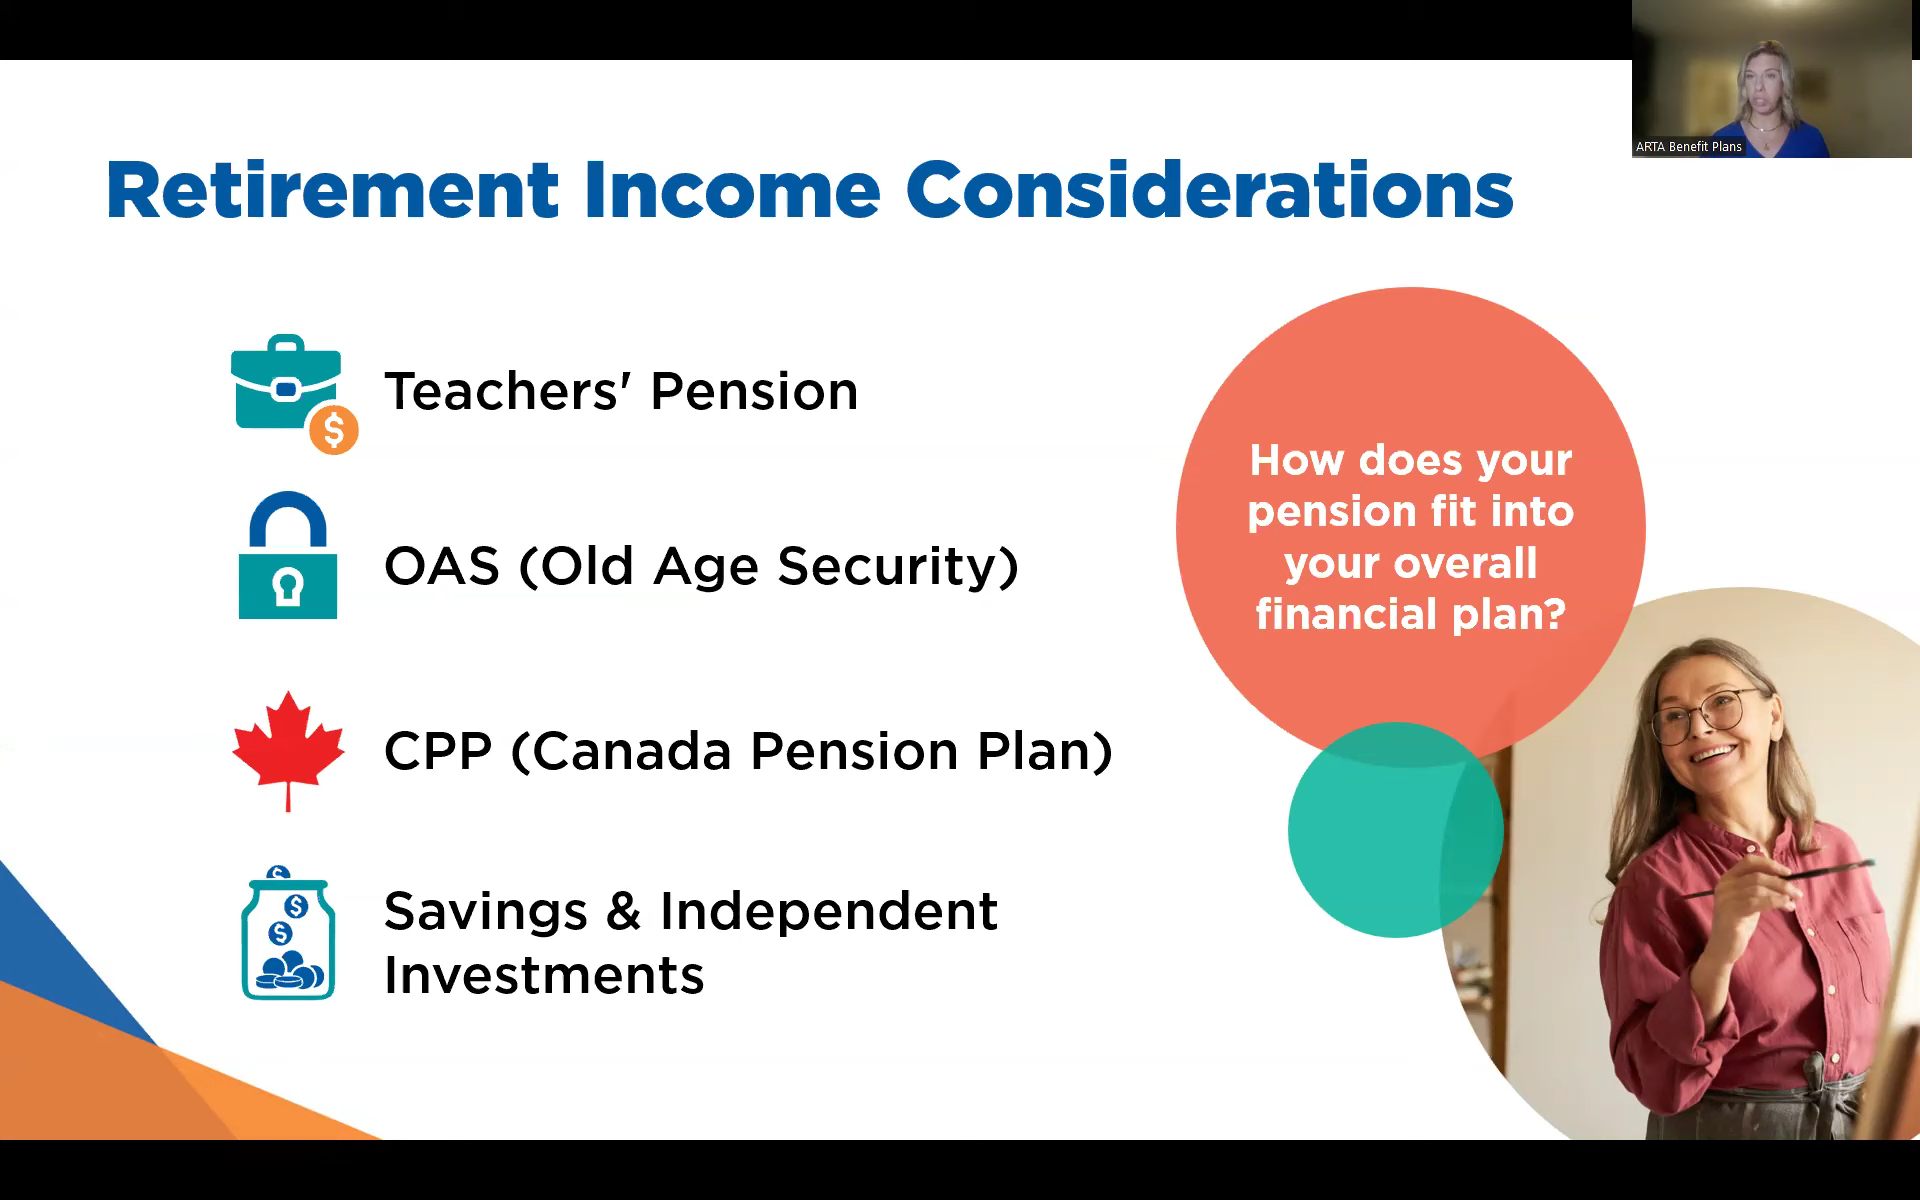 ARTA Benefit Plans
Retirement Income Considerations
$
Teachers' Pension
OAS (Old Age Security)
CPP (Canada Pension Plan)
$
$
$
Savings & Independent
Investments
How does your
pension fit into
your overall
financial plan?